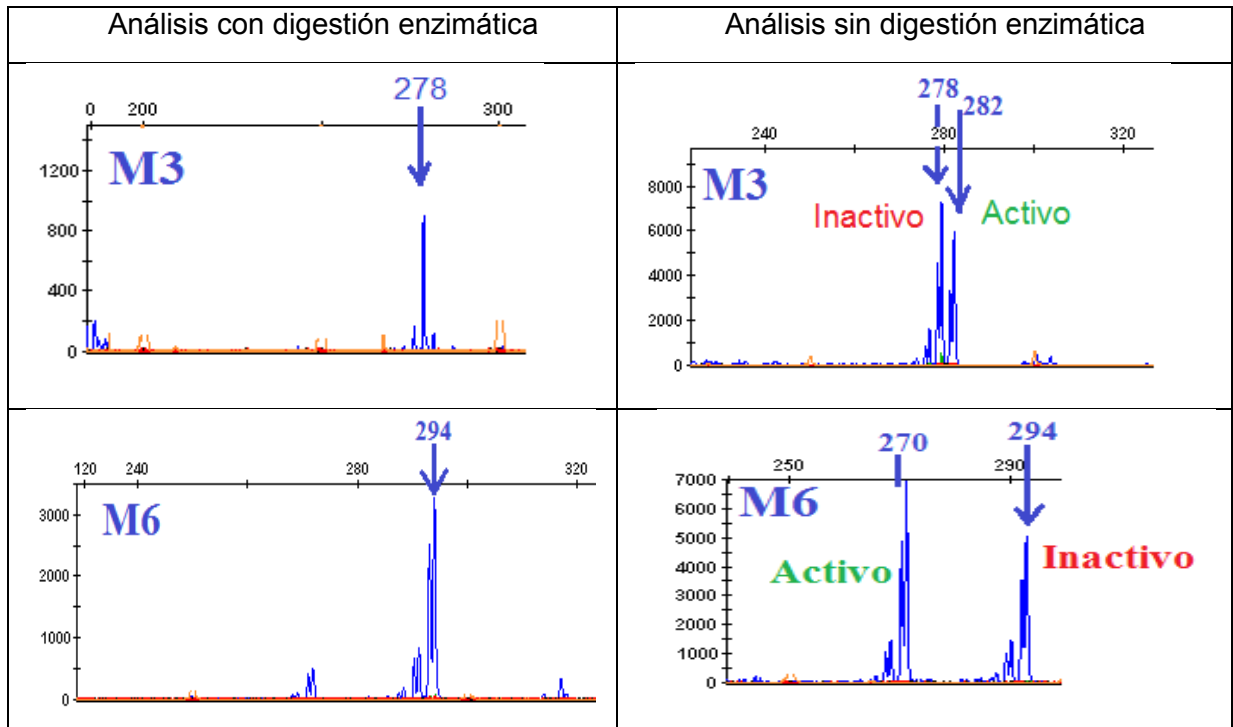 Análisis con digestión enzimática
Análisis sin digestión enzimática
278
0 200 300
M3
1200
800
400
0
278
282
240 280 320
M3
8000
6000
4000
2000
0
Inactivo
Activo
294
120 240 280 320
M6
3000
2000
1000
0
270
294
250 290
M6
7000
6000
5000
4000
3000
2000
1000
0
Activo
Inactivo